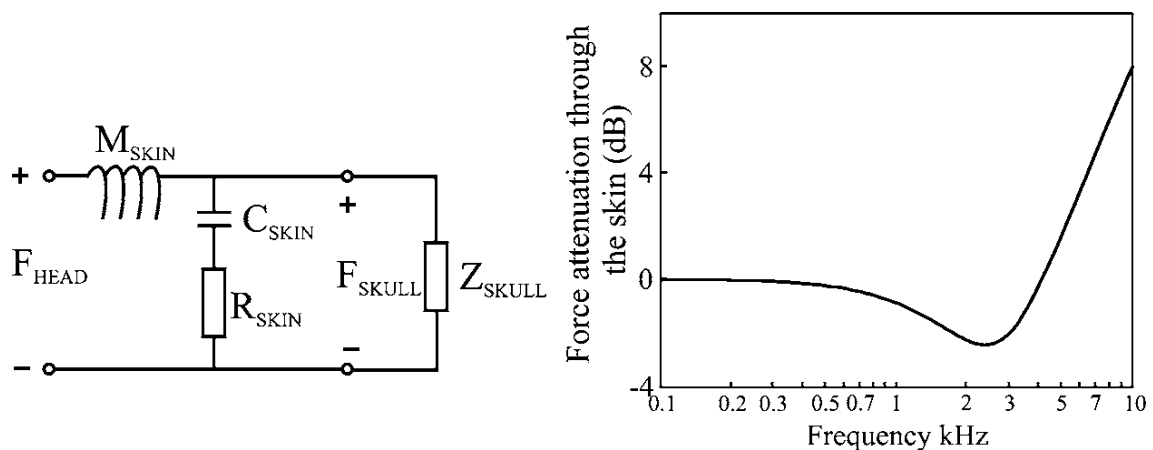 M_SKIN
+
+
C_SKIN
F_HEAD
F_SKULL
Z_SKULL
R_SKIN
−
−
Force attenuation through
the skin (dB)
8
4
0
-4
0.1 0.2 0.3 0.5 0.7 1 2 3 5 7 10
Frequency kHz